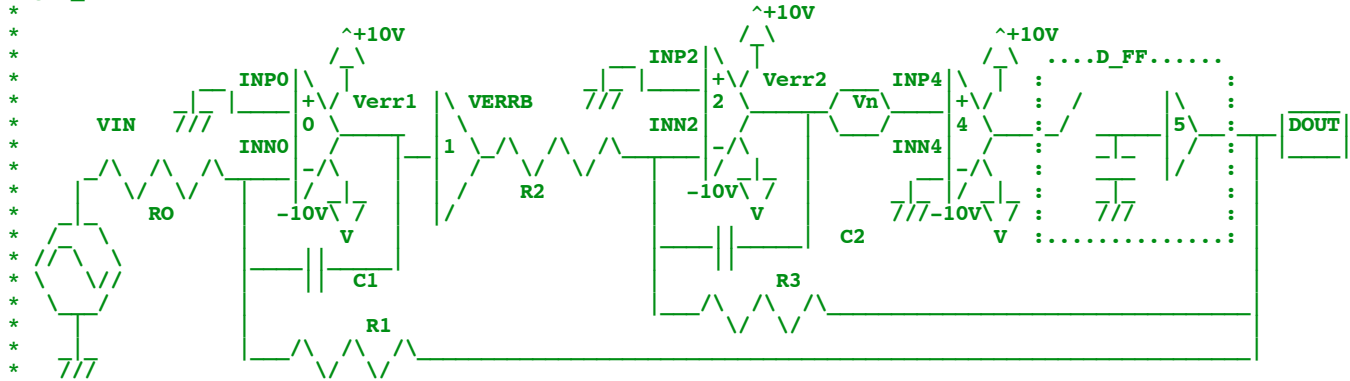 ^+10V
^+10V ^+10V
INP2 ....D_FF......
INP0 + Verr2 INP4
+ Verr1 VERRB 2 Vn +
VIN 0 INN2 4 5 DOUT
INN0 1 - INN4
- -
R2 -10V
RO -10V V -10V
V C2 V
C1 R3
R1